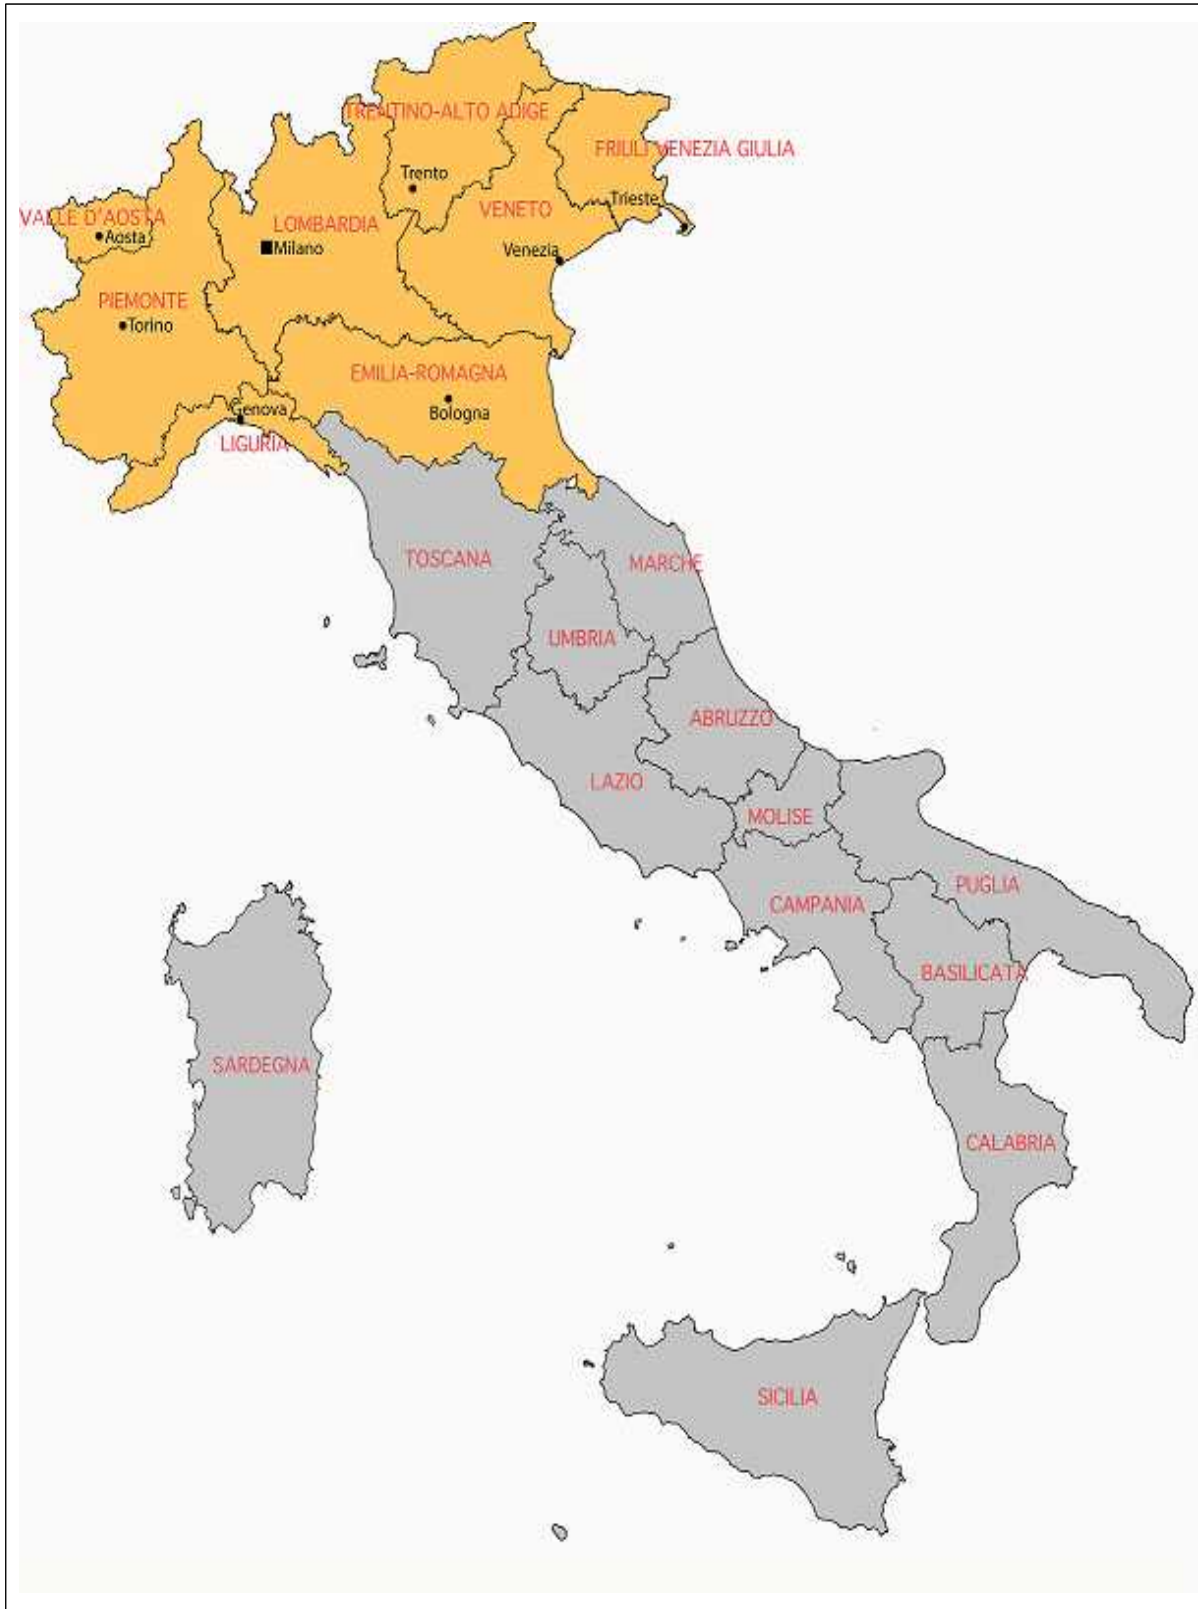 TRENTINO-ALTO ADIGE
FRIULI VENEZIA GIULIA
Trento
Trieste
VALLE D'AOSTA
VENETO
LOMBARDIA
Aosta
Milano
Venezia
PIEMONTE
Torino
EMILIA-ROMAGNA
Genova
Bologna
LIGURIA
TOSCANA
MARCHE
UMBRIA
ABRUZZO
LAZIO
MOLISE
PUGLIA
CAMPANIA
BASILICATA
SARDEGNA
CALABRIA
SICILIA